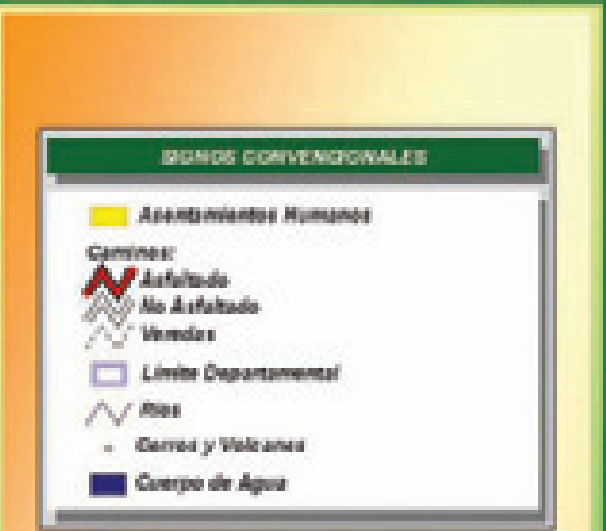 SIGNOS CONVENCIONALES
Asentamientos Humanos
Caminos:
Asfaltado
No Asfaltado
Veredas
Límite Departamental
Ríos
Cerros y Volcanes
Cuerpo de Agua